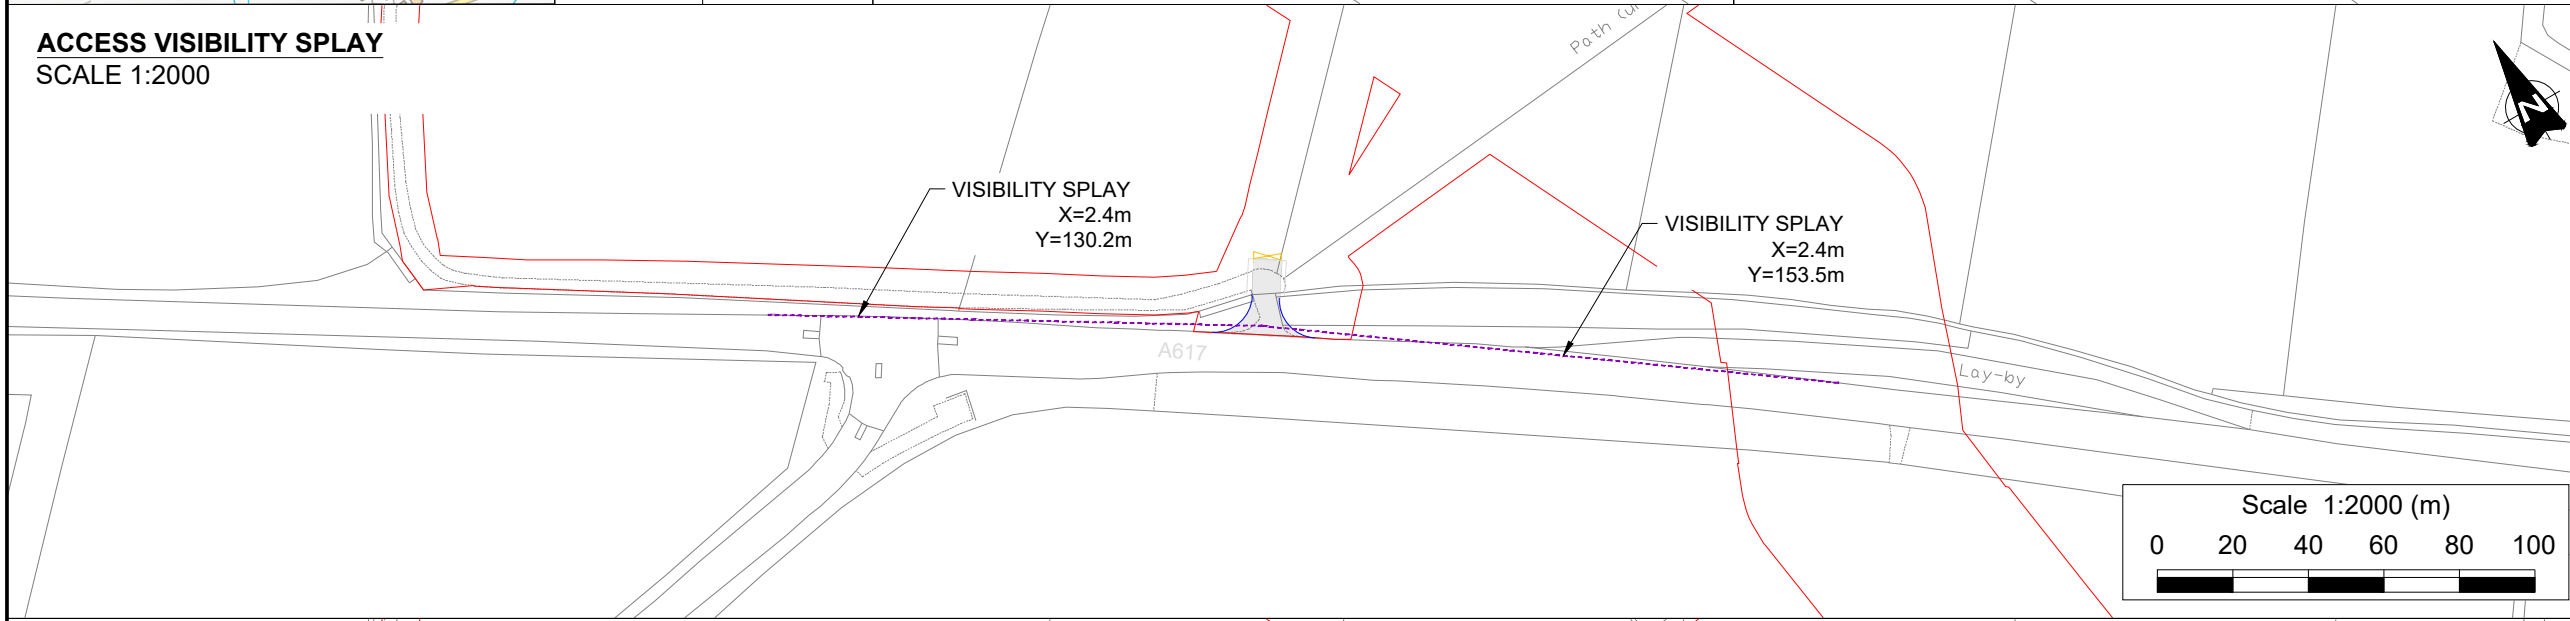 ACCESS VISIBILITY SPLAY
SCALE 1:2000
Path
N
VISIBILITY SPLAY
X=2.4m
Y=130.2m
VISIBILITY SPLAY
X=2.4m
Y=153.5m
A617
Lay-by
Scale 1:2000 (m)
0 20 40 60 80 100